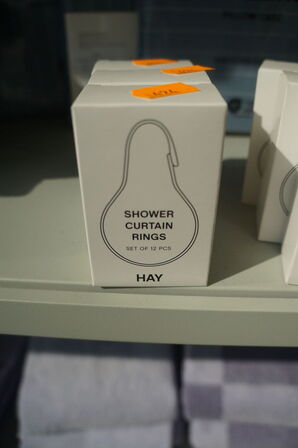 SHOWER
CURTAIN
RINGS
SET OF 12 PCS
HAY